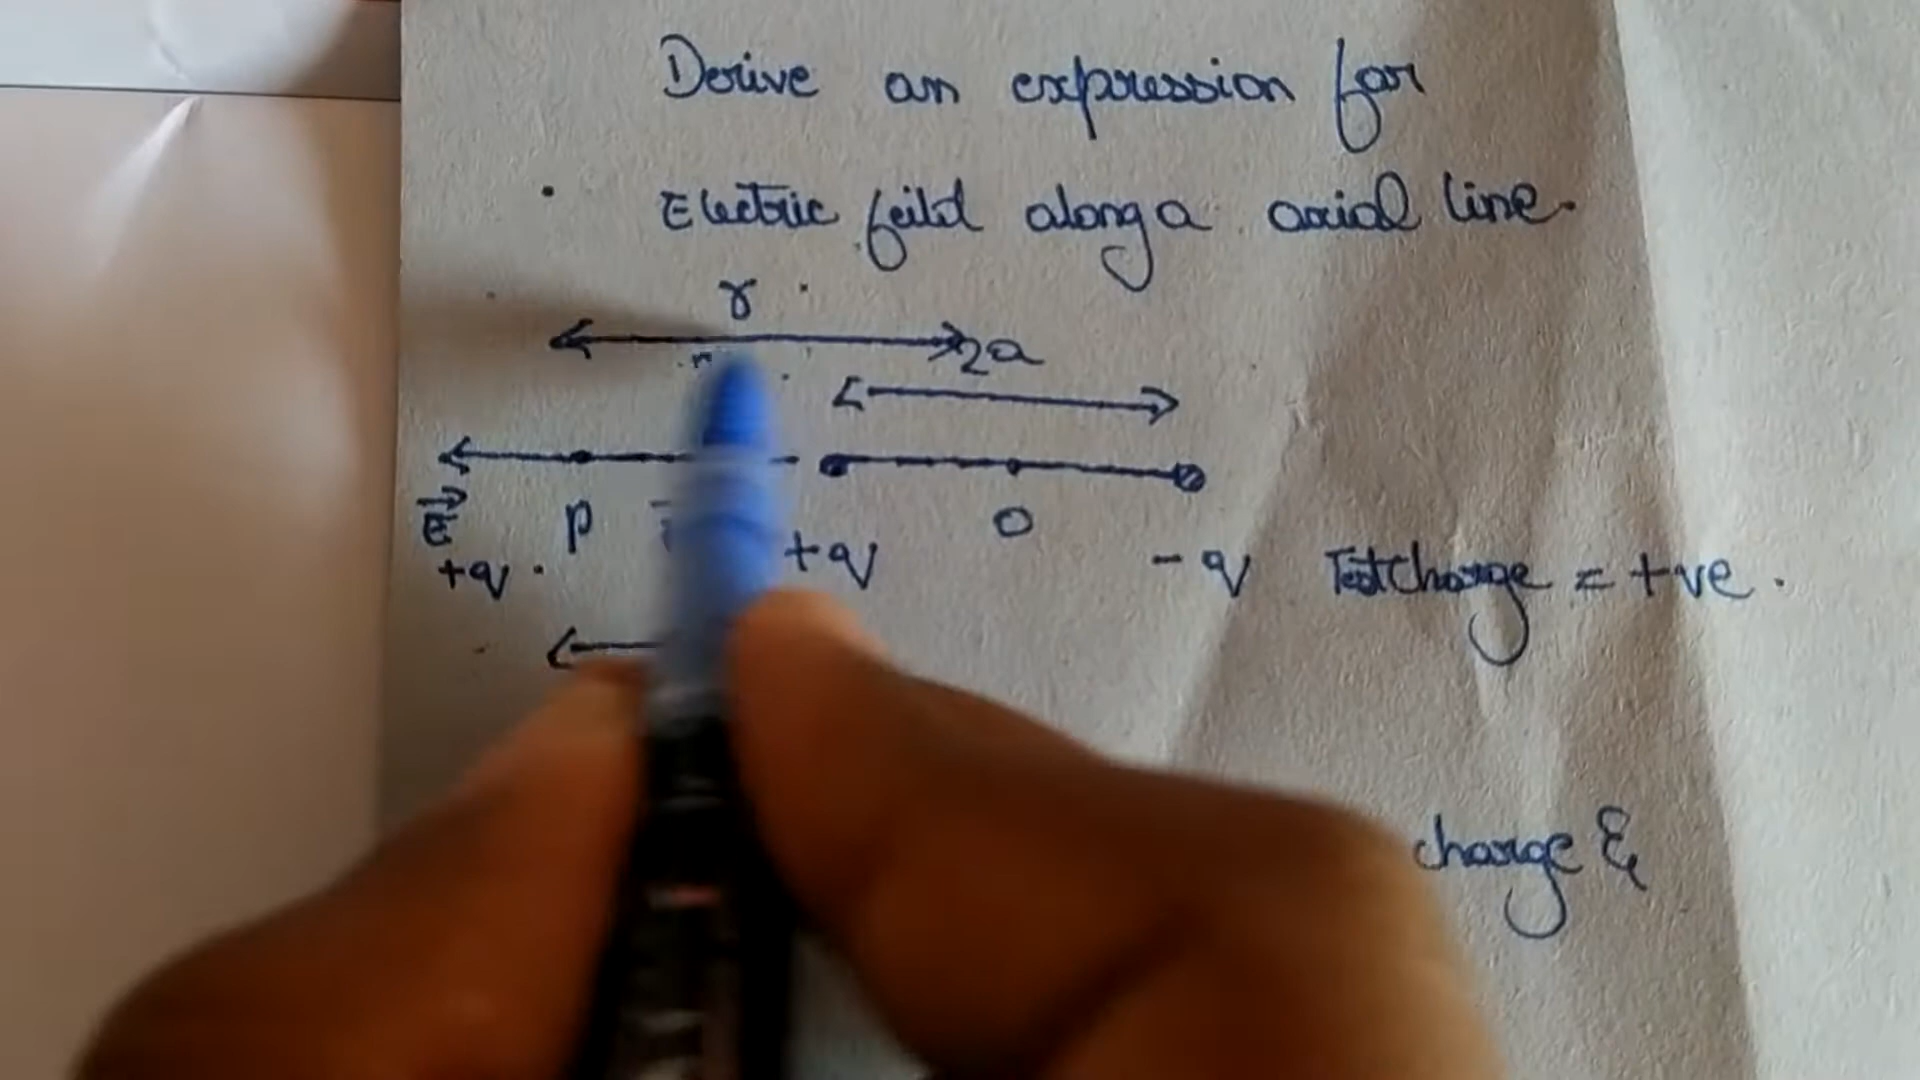 Derive an expression for
Electric feild along a axial line.
r
2a
E
+q
P
+q
O
-q
Test charge = +ve.
charge &